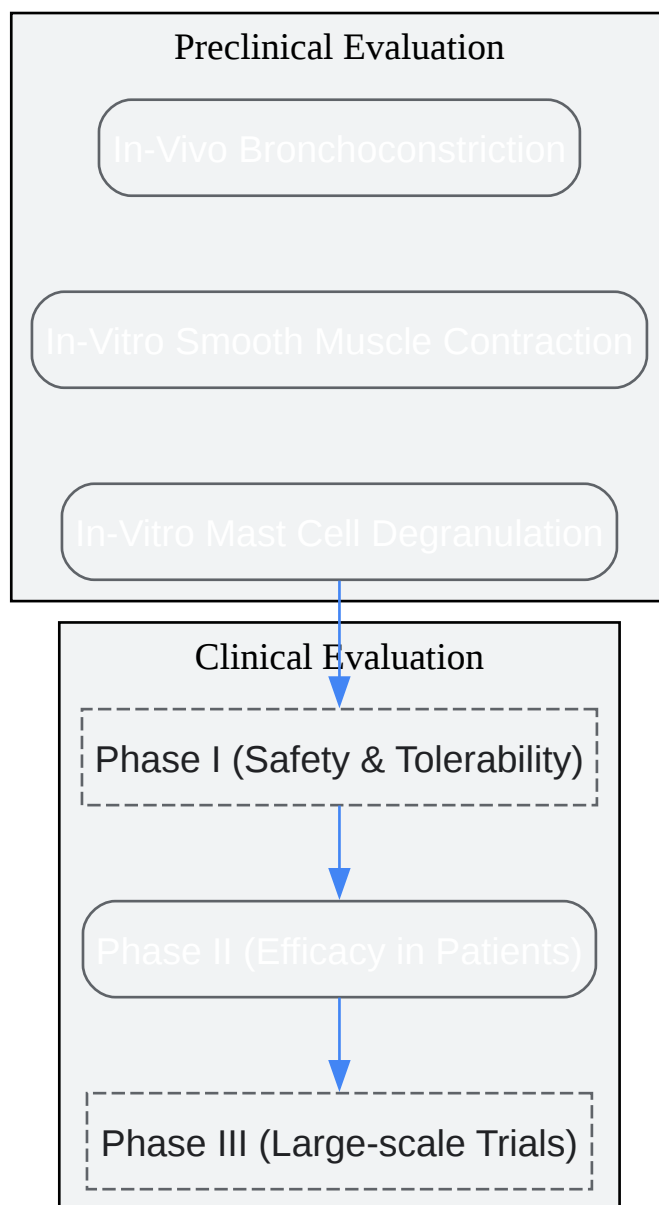 Preclinical Evaluation
In-Vivo Bronchoconstriction
In-Vitro Smooth Muscle Contraction
In-Vitro Mast Cell Degranulation
Clinical Evaluation
Phase I (Safety & Tolerability)
Phase II (Efficacy in Patients)
Phase III (Large-scale Trials)